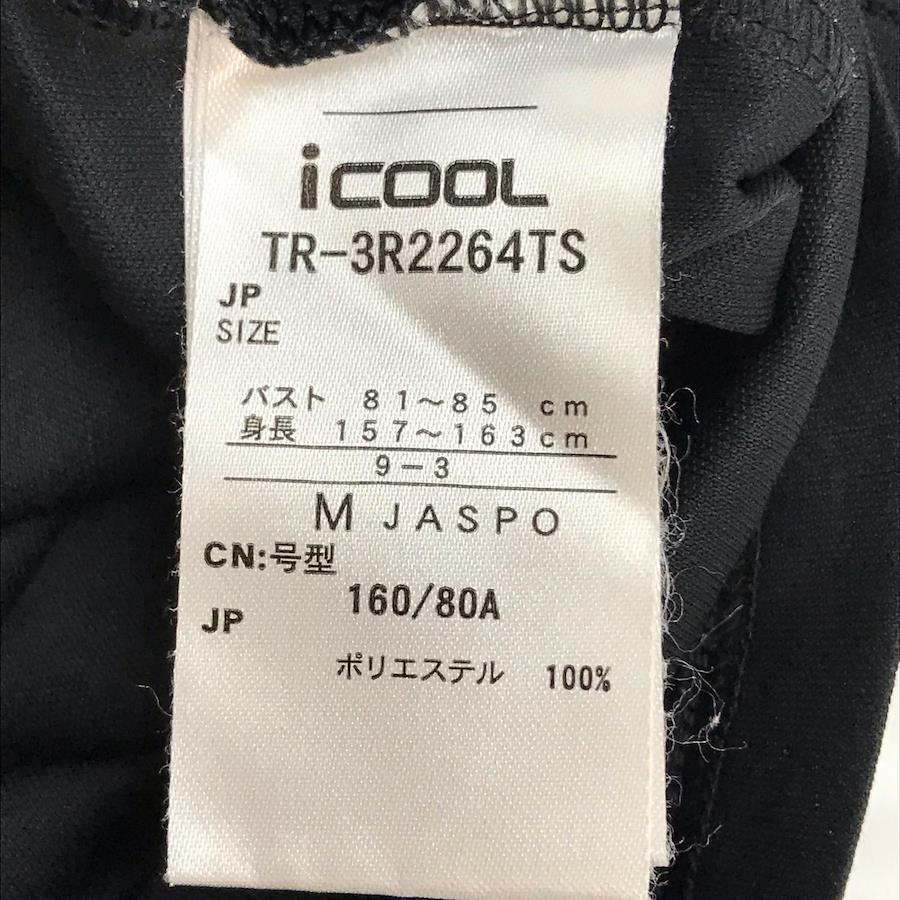 iCOOL
TR-3R2264TS
JP
SIZE
バスト 81～85 cm
身長 157～163cm
9-3
M JASPO
CN:号型
160/80A
JP
ポリエステル 100%